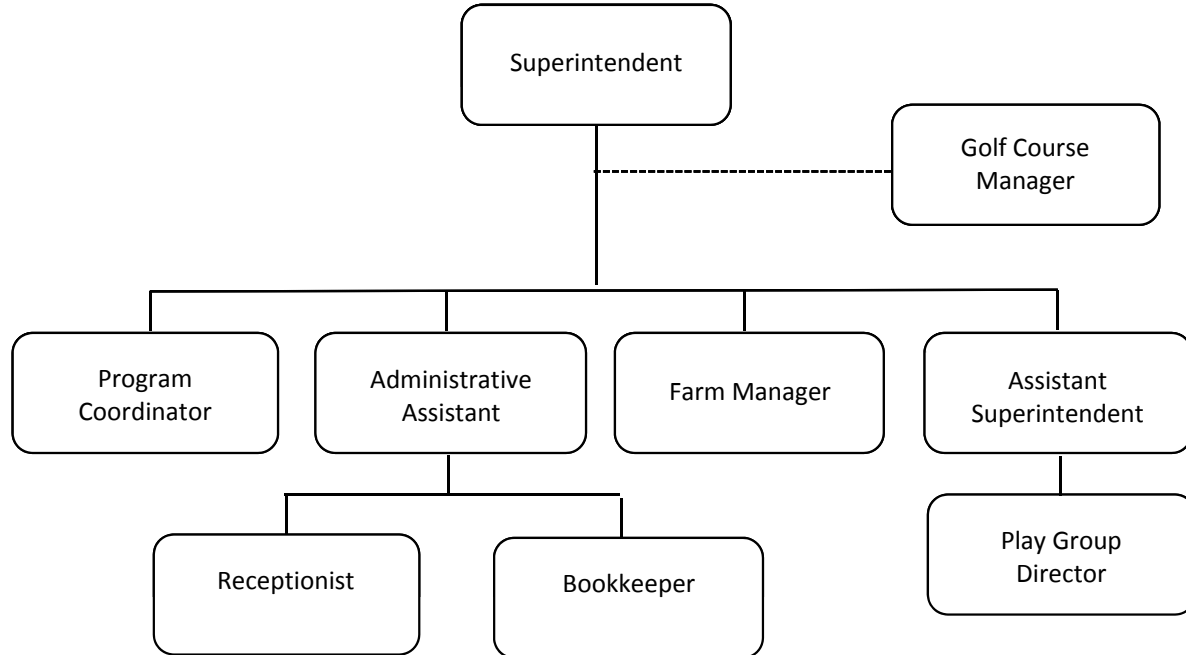 Superintendent
Golf Course
Manager
Program
Coordinator
Administrative
Assistant
Farm Manager
Assistant
Superintendent
Receptionist
Bookkeeper
Play Group
Director